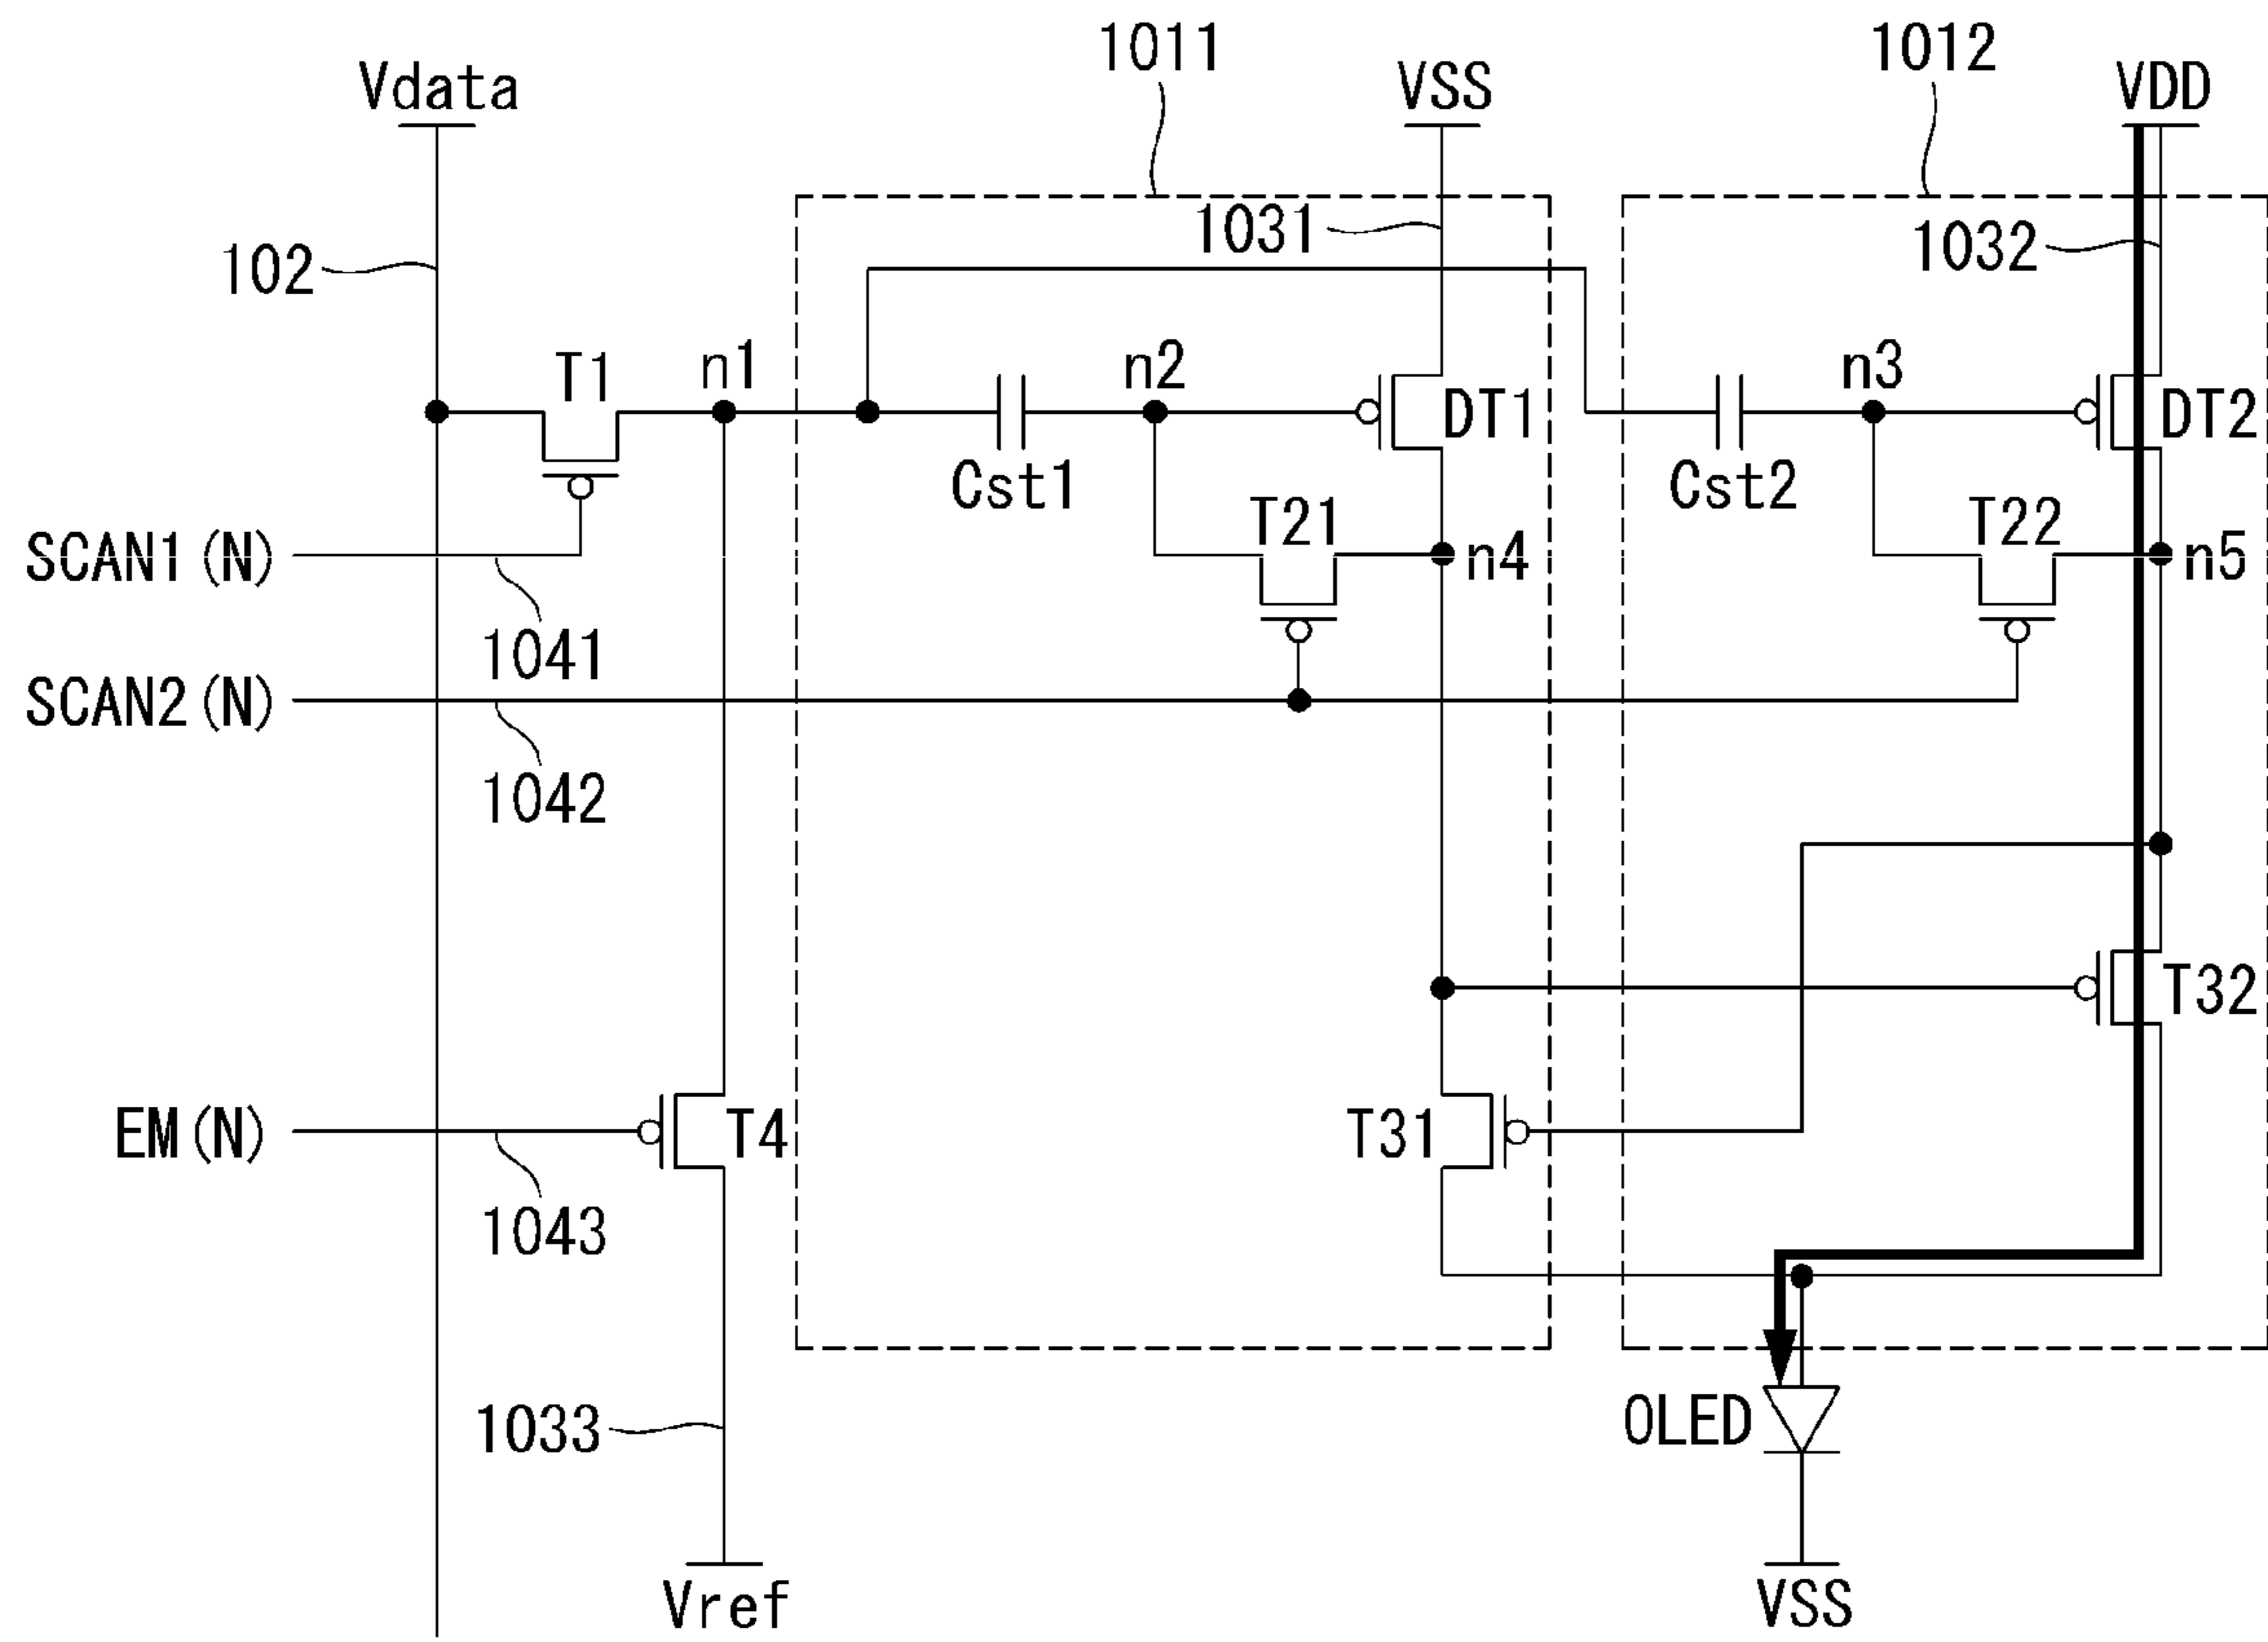 1011
1012
Vdata
VSS
VDD
1031
1032
102
T1
n1
n2
n3
DT1
DT2
Cst1
Cst2
T21
T22
SCAN1(N)
n4
n5
1041
SCAN2(N)
1042
T32
EM(N)
T4
T31
1043
1033
OLED
Vref
VSS